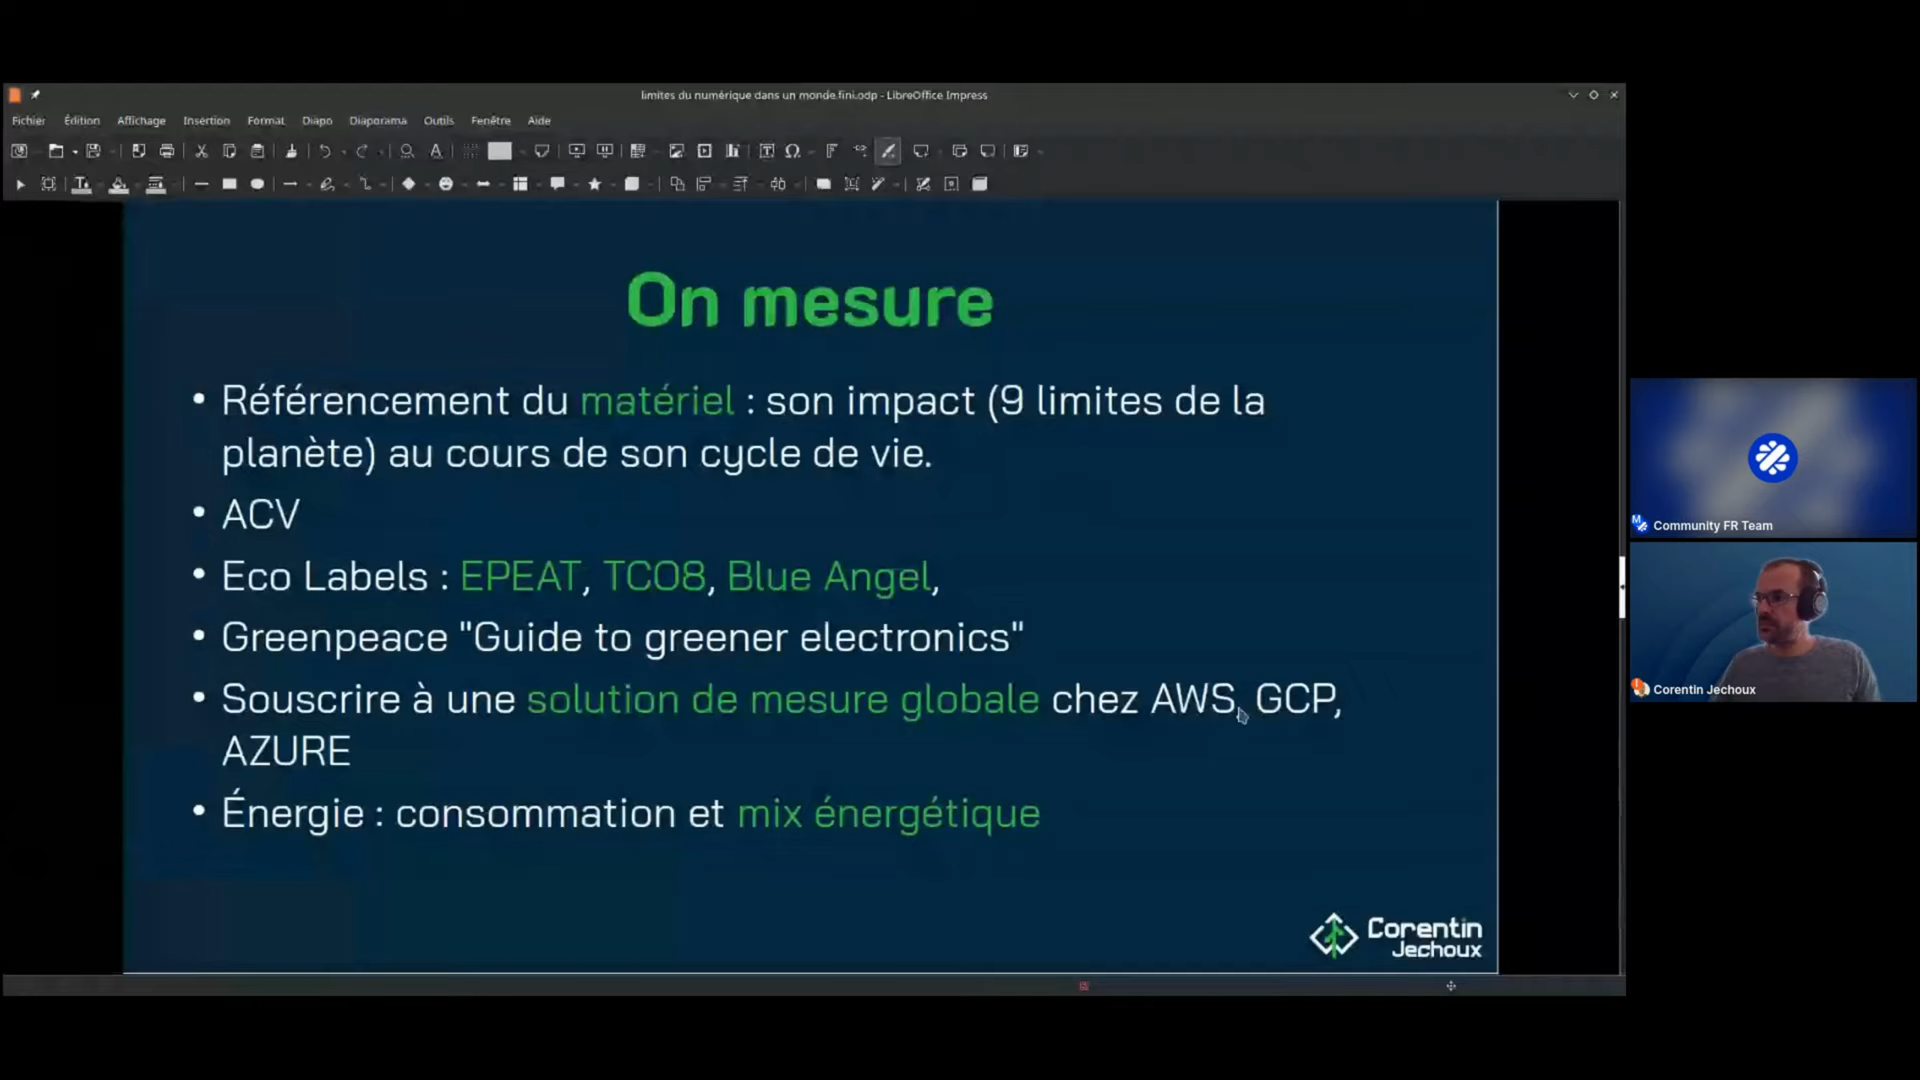 limites du numérique dans un monde.fini.odp - LibreOffice Impress
Fichier Édition Affichage Insertion Format Diapo Diaporama Outils Fenêtre Aide
On mesure
• Référencement du matériel : son impact (9 limites de la
planète) au cours de son cycle de vie.
• ACV
• Eco Labels : EPEAT, TCO8, Blue Angel,
• Greenpeace "Guide to greener electronics"
• Souscrire à une solution de mesure globale chez AWS, GCP,
AZURE
• Énergie : consommation et mix énergétique
Corentin
Jechoux
Community FR Team
Corentin Jechoux